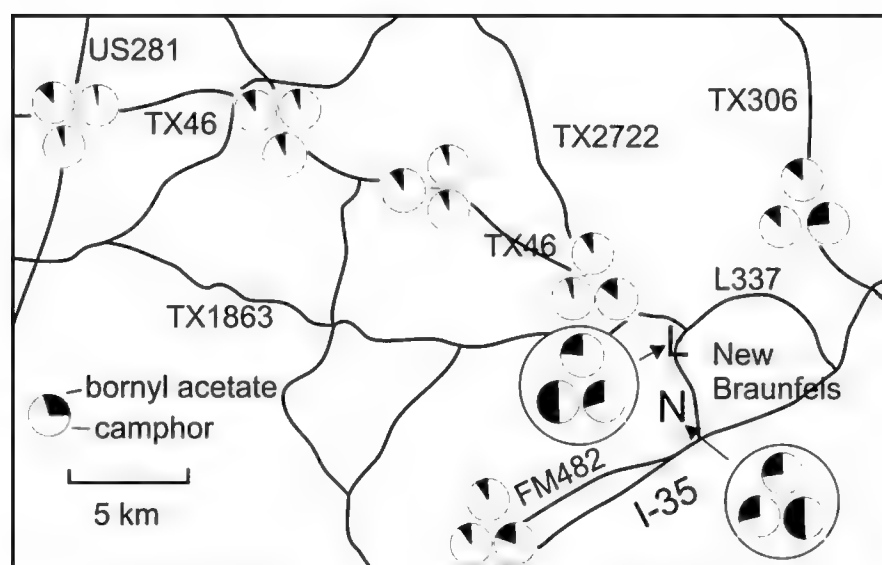 US281
TX46
TX2722
TX306
TX46
L337
TX1863
L
New
Braunfels
bornyl acetate
camphor
N
FM482
I-35
5 km